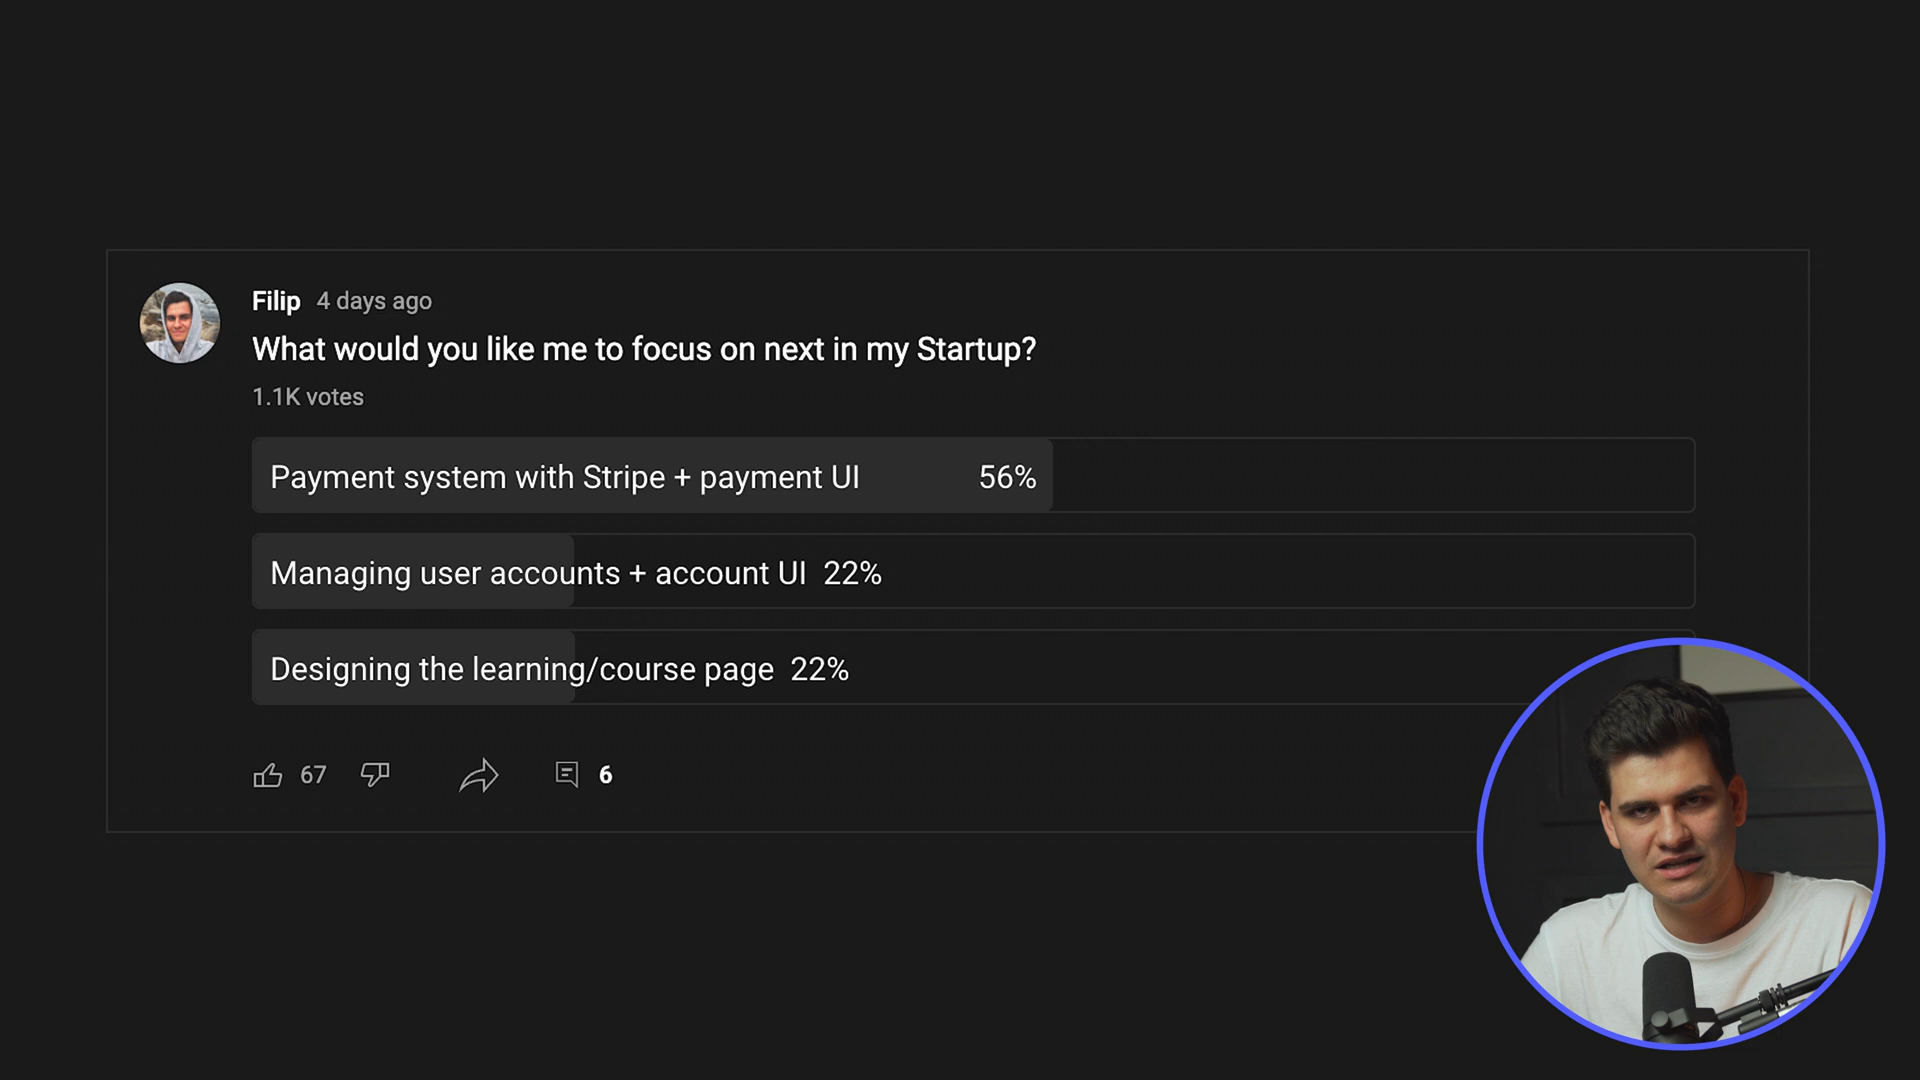 Filip 4 days ago
What would you like me to focus on next in my Startup?
1.1K votes
Payment system with Stripe + payment UI 56%
Managing user accounts + account UI 22%
Designing the learning/course page 22%
67 6